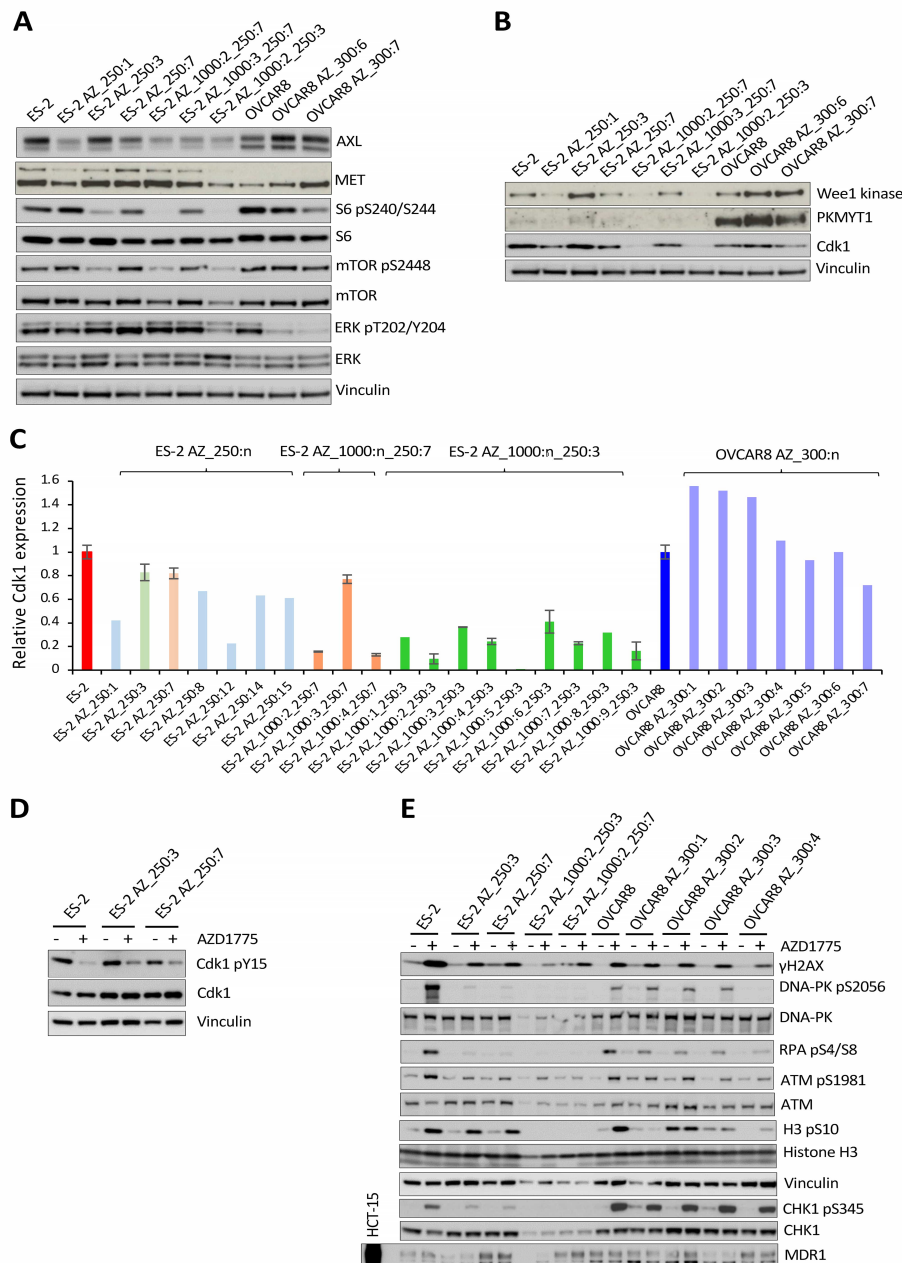 A
ES-2
ES-2 AZ_250:1
ES-2 AZ_250:3
ES-2 AZ_250:7
ES-2 AZ_1000:2_250:7
ES-2 AZ_1000:3_250:7
ES-2 AZ_1000:2_250:3
OVCAR8
OVCAR8 AZ_300:6
OVCAR8 AZ_300:7
AXL
MET
S6 pS240/S244
S6
mTOR pS2448
mTOR
ERK pT202/Y204
ERK
Vinculin
B
ES-2
ES-2 AZ_250:1
ES-2 AZ_250:3
ES-2 AZ_250:7
ES-2 AZ_1000:2_250:7
ES-2 AZ_1000:3_250:7
ES-2 AZ_1000:2_250:3
OVCAR8
OVCAR8 AZ_300:6
OVCAR8 AZ_300:7
Wee1 kinase
PKMYT1
Cdk1
Vinculin
C
ES-2 AZ_250:n
ES-2 AZ_1000:n_250:7
ES-2 AZ_1000:n_250:3
OVCAR8 AZ_300:n
Relative Cdk1 expression
1.6
1.4
1.2
1
0.8
0.6
0.4
0.2
0
ES-2
ES-2 AZ_250:1
ES-2 AZ_250:3
ES-2 AZ_250:7
ES-2 AZ_250:8
ES-2 AZ_250:12
ES-2 AZ_250:14
ES-2 AZ_250:15
ES-2 AZ_1000:2_250:7
ES-2 AZ_1000:3_250:7
ES-2 AZ_1000:4_250:7
ES-2 AZ_1000:1_250:3
ES-2 AZ_1000:2_250:3
ES-2 AZ_1000:3_250:3
ES-2 AZ_1000:4_250:3
ES-2 AZ_1000:5_250:3
ES-2 AZ_1000:6_250:3
ES-2 AZ_1000:7_250:3
ES-2 AZ_1000:8_250:3
ES-2 AZ_1000:9_250:3
OVCAR8
OVCAR8 AZ_300:1
OVCAR8 AZ_300:2
OVCAR8 AZ_300:3
OVCAR8 AZ_300:4
OVCAR8 AZ_300:5
OVCAR8 AZ_300:6
OVCAR8 AZ_300:7
D
ES-2
ES-2 AZ_250:3
ES-2 AZ_250:7
- + - + - + AZD1775
Cdk1 pY15
Cdk1
Vinculin
E
ES-2
ES-2 AZ_250:3
ES-2 AZ_250:7
ES-2 AZ_1000:2_250:3
ES-2 AZ_1000:2_250:7
OVCAR8
OVCAR8 AZ_300:1
OVCAR8 AZ_300:2
OVCAR8 AZ_300:3
OVCAR8 AZ_300:4
- + - + - + - + - + - + - + - + - + - + AZD1775
γH2AX
DNA-PK pS2056
DNA-PK
RPA pS4/S8
ATM pS1981
ATM
H3 pS10
Histone H3
Vinculin
CHK1 pS345
CHK1
HCT-15
MDR1